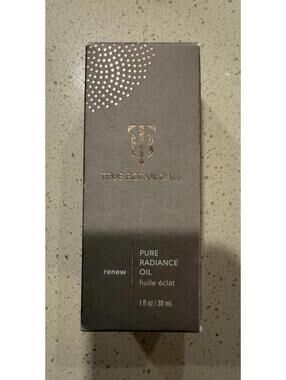 TRUE BOTANICALS
renew
PURE
RADIANCE
OIL
huile éclat
1 fl oz | 30 mL